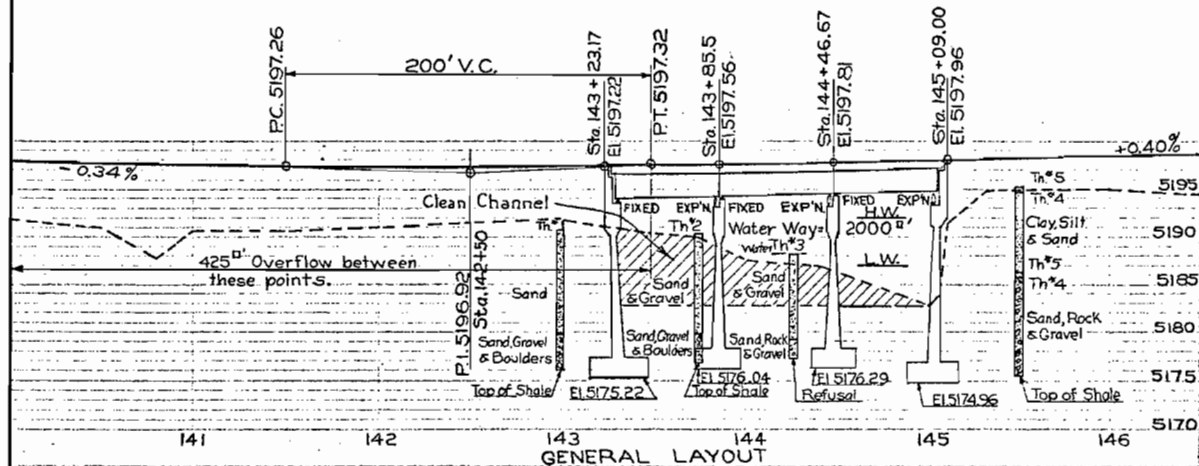 P.C. 5197.26
200' V.C.
Sta. 143 + 23.17
El. 5197.22
P.T. 5197.32
Sta. 143+85.5
El. 5197.56
Sta. 144+46.67
El. 5197.81
Sta. 145+09.00
El. 5197.96
- 0.34%
+0.40%
Clean Channel
FIXED EXP'N. FIXED EXP'N. FIXED EXP'N.
Th.#1
Th#2
Water Way=
2000□'
H.W.
L.W.
Water
Th#3
Th.#5
Th.#4
5195
5190
5185
5180
5175
5170
425□' Overflow between
these points.
P.I. 5196.92
Sta. 142+50
Sand
Sand, Gravel
& Boulders
Top of Shale
El. 5175.22
Sand
& Gravel
Sand, Gravel
& Boulders
El. 5176.04
Top of Shale
Sand
& Gravel
Sand, Rock
& Gravel
El. 5176.29
Refusal
El. 5174.96
Clay, Silt
& Sand
Th#5
Th#4
Sand, Rock
& Gravel
Top of Shale
141 142 143 144 145 146
GENERAL LAYOUT